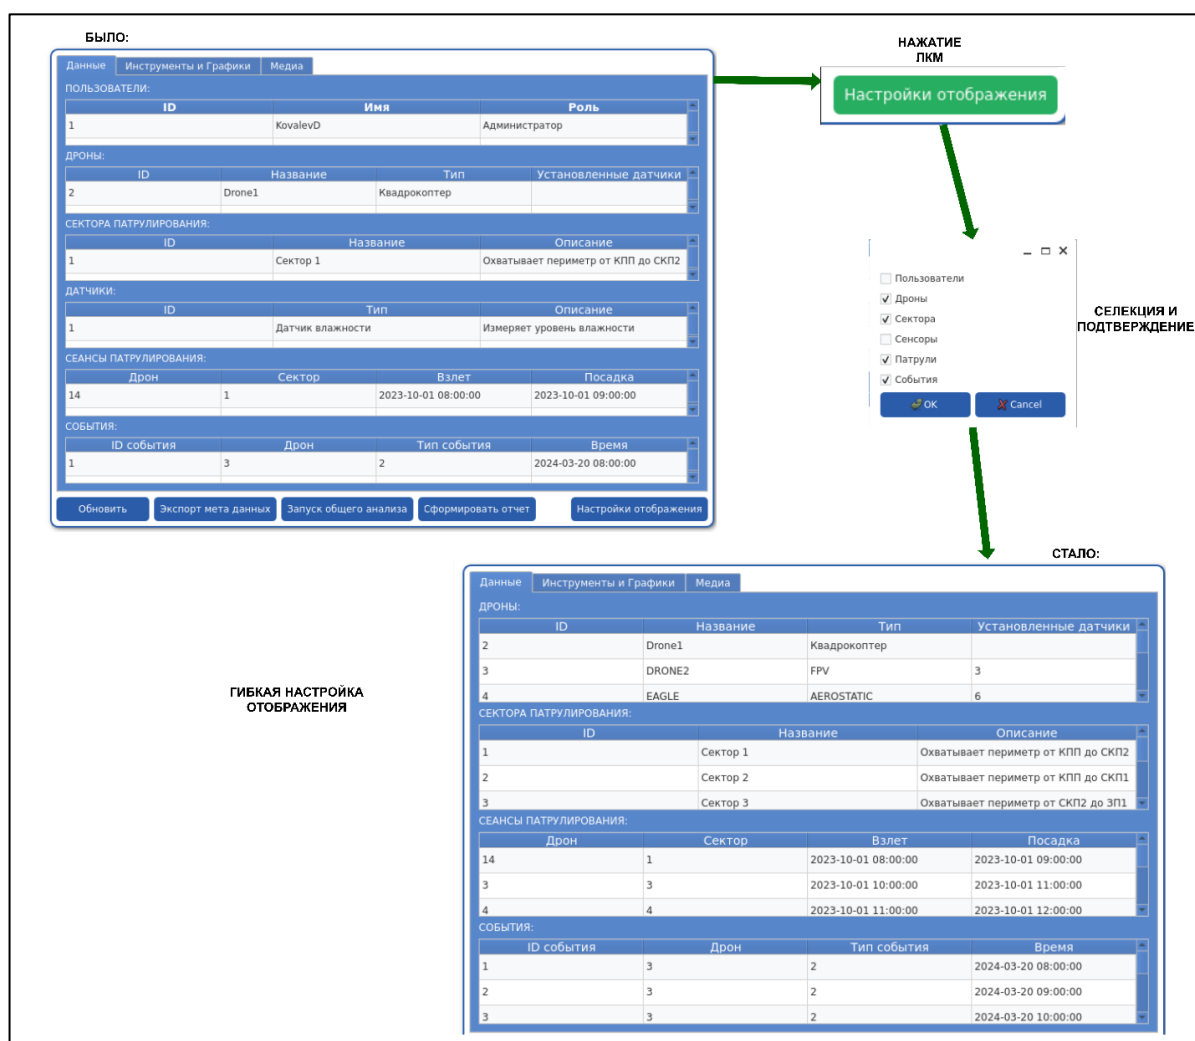 БЫЛО:
Данные Инструменты и Графики Медиа
ПОЛЬЗОВАТЕЛИ:
ID Имя Роль
1 KovalevD Администратор
ДРОНЫ:
ID Название Тип Установленные датчики
2 Drone1 Квадрокоптер
СЕКТОРА ПАТРУЛИРОВАНИЯ:
ID Название Описание
1 Сектор 1 Охватывает периметр от КПП до СКП2
ДАТЧИКИ:
ID Тип Описание
1 Датчик влажности Измеряет уровень влажности
СЕАНСЫ ПАТРУЛИРОВАНИЯ:
Дрон Сектор Взлет Посадка
14 1 2023-10-01 08:00:00 2023-10-01 09:00:00
СОБЫТИЯ:
ID события Дрон Тип события Время
1 3 2 2024-03-20 08:00:00
Обновить Экспорт мета данных Запуск общего анализа Сформировать отчет Настройки отображения
НАЖАТИЕ
ЛКМ
Настройки отображения
Пользователи
Дроны
Сектора
Сенсоры
Патрули
События
OK Cancel
СЕЛЕКЦИЯ И
ПОДТВЕРЖДЕНИЕ
ГИБКАЯ НАСТРОЙКА
ОТОБРАЖЕНИЯ
СТАЛО:
Данные Инструменты и Графики Медиа
ДРОНЫ:
ID Название Тип Установленные датчики
2 Drone1 Квадрокоптер
3 DRONE2 FPV 3
4 EAGLE AEROSTATIC 6
СЕКТОРА ПАТРУЛИРОВАНИЯ:
ID Название Описание
1 Сектор 1 Охватывает периметр от КПП до СКП2
2 Сектор 2 Охватывает периметр от КПП до СКП1
3 Сектор 3 Охватывает периметр от СКП2 до ЗП1
СЕАНСЫ ПАТРУЛИРОВАНИЯ:
Дрон Сектор Взлет Посадка
14 1 2023-10-01 08:00:00 2023-10-01 09:00:00
3 3 2023-10-01 10:00:00 2023-10-01 11:00:00
4 4 2023-10-01 11:00:00 2023-10-01 12:00:00
СОБЫТИЯ:
ID события Дрон Тип события Время
1 3 2 2024-03-20 08:00:00
2 3 2 2024-03-20 09:00:00
3 3 2 2024-03-20 10:00:00